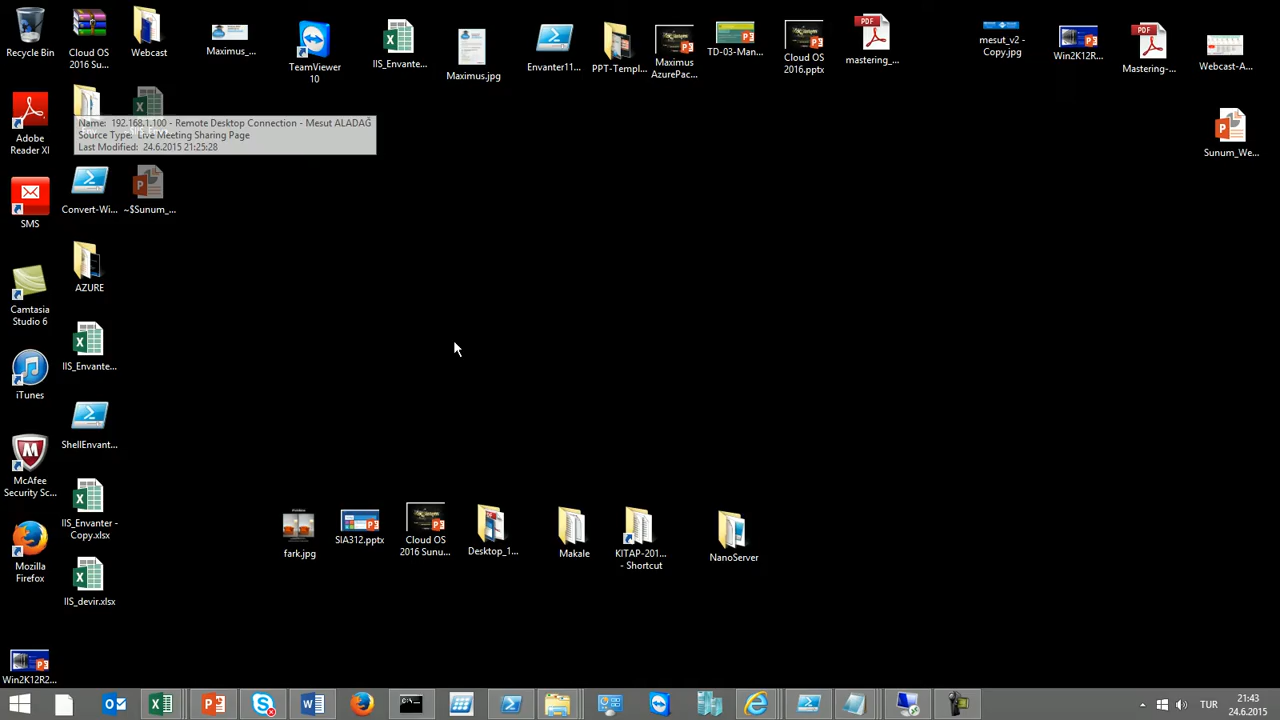 Recycle Bin
Cloud OS
2016 Su...
Webcast
Maximus_...
TeamViewer
10
IIS_Envante...
Maximus.jpg
Envanter11...
PPT-Templ...
Maximus
AzurePac...
TD-03-Man...
Cloud OS
2016.pptx
mastering_...
mesut_v2 -
Copy.jpg
Win2K12R...
Mastering-...
Webcast-A...
Adobe
Reader XI
Name: 192.168.1.100 - Remote Desktop Connection - Mesut ALADAĞ
Source Type: Live Meeting Sharing Page
Last Modified: 24.6.2015 21:25:28
Sunum_We...
SMS
Convert-Wi...
~$Sunum_...
Camtasia
Studio 6
AZURE
iTunes
IIS_Envante...
McAfee
Security Sc...
ShellEnvant...
Mozilla
Firefox
IIS_Envanter -
Copy.xlsx
IIS_devir.xlsx
fark.jpg
SIA312.pptx
Cloud OS
2016 Sunu...
Desktop_1...
Makale
KITAP-201...
- Shortcut
NanoServer
Win2K12R2...
TUR
21:43
24.6.2015